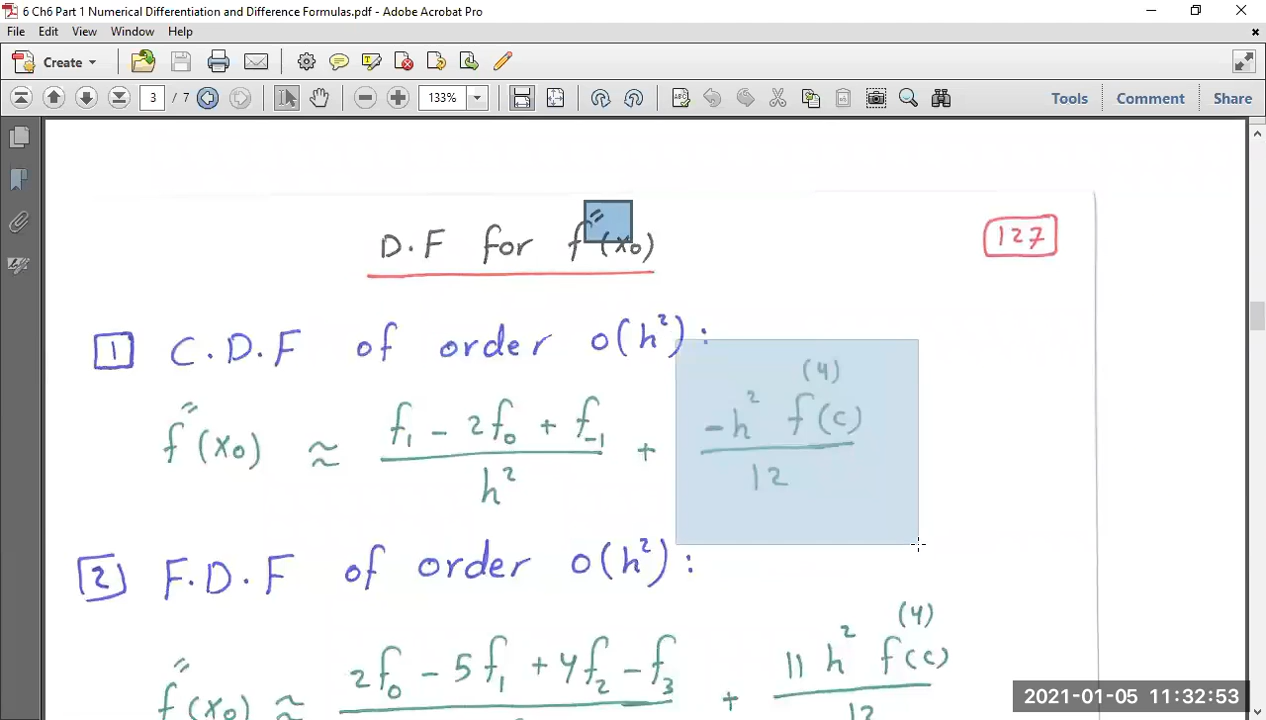 6 Ch6 Part 1 Numerical Differentiation and Difference Formulas.pdf - Adobe Acrobat Pro
File Edit View Window Help
Create
3 / 7 133% Tools Comment Share
D.F for f''(x₀)
127
1 C.D.F of order O(h²):
f''(x₀) ≈ (f₁ - 2f₀ + f₋₁)/h² + (-h² f⁽⁴⁾(c))/12
2 F.D.F of order O(h²):
f''(x₀) ≈ 2f₀ - 5f₁ + 4f₂ - f₃ + (11 h² f⁽⁴⁾(c))/12
2021-01-05 11:32:53